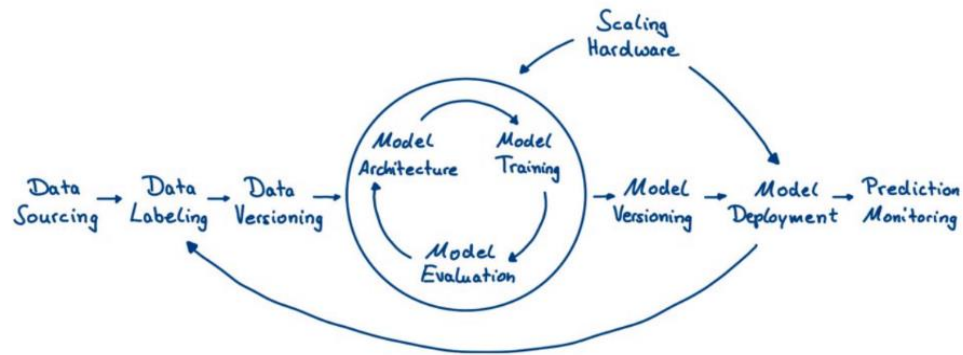 Scaling
Hardware
Model
Architecture
Model
Training
Data
Sourcing
Data
Labeling
Data
Versioning
Model
Evaluation
Model
Versioning
Model
Deployment
Prediction
Monitoring